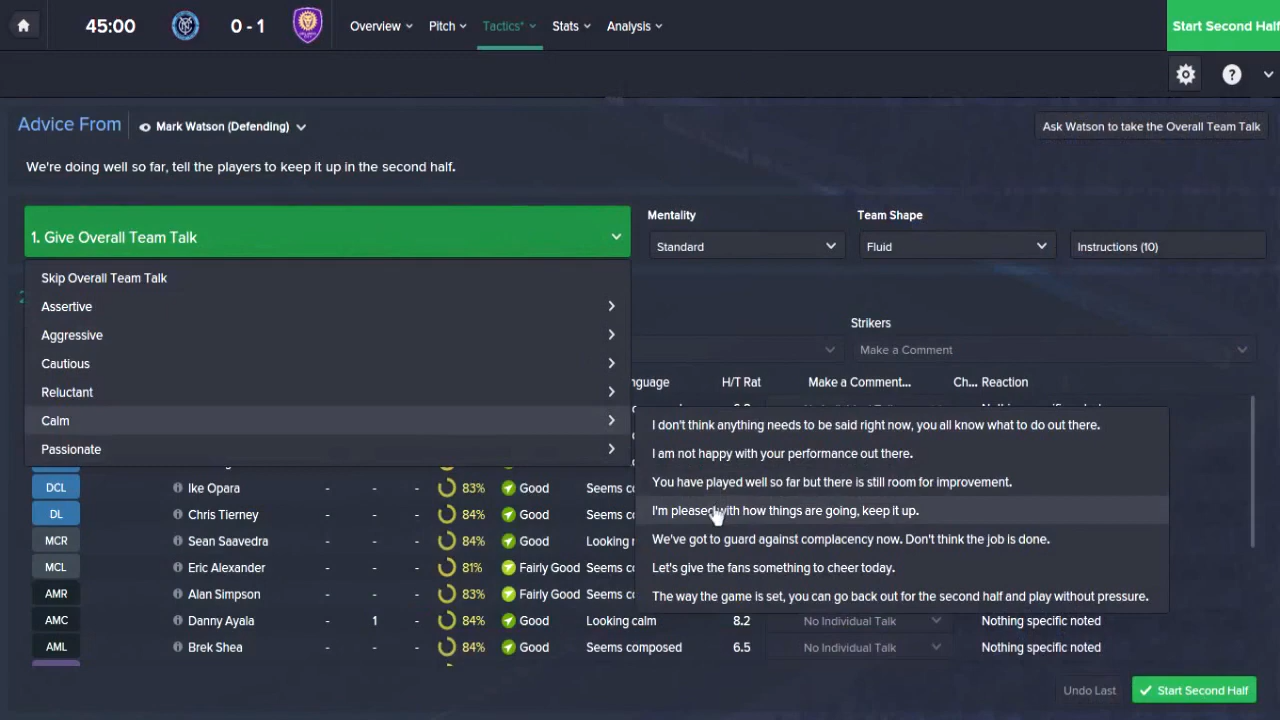 45:00 0 - 1 Overview Pitch Tactics* Stats Analysis Start Second Half
?
Advice From Mark Watson (Defending) Ask Watson to take the Overall Team Talk
We're doing well so far, tell the players to keep it up in the second half.
Mentality Team Shape
1. Give Overall Team Talk Standard Fluid Instructions (10)
Skip Overall Team Talk
Assertive
Aggressive Strikers
Make a Comment
Cautious
Reluctant H/T Rat Make a Comment... Ch... Reaction
Calm
Passionate
I don't think anything needs to be said right now, you all know what to do out there.
I am not happy with your performance out there.
You have played well so far but there is still room for improvement.
I'm pleased with how things are going, keep it up.
We've got to guard against complacency now. Don't think the job is done.
Let's give the fans something to cheer today.
The way the game is set, you can go back out for the second half and play without pressure.
DCL Ike Opara - - - 83% Good Seems
DL Chris Tierney - - - 84% Good Seems
MCR Sean Saavedra - - - 84% Good Looking
MCL Eric Alexander - - - 81% Fairly Good Seems
AMR Alan Simpson - - - 83% Fairly Good Seems
AMC Danny Ayala - 1 - 84% Good Looking calm 8.2 No Individual Talk Nothing specific noted
AML Brek Shea - - - 84% Good Seems composed 6.5 No Individual Talk Nothing specific noted
Undo Last Start Second Half